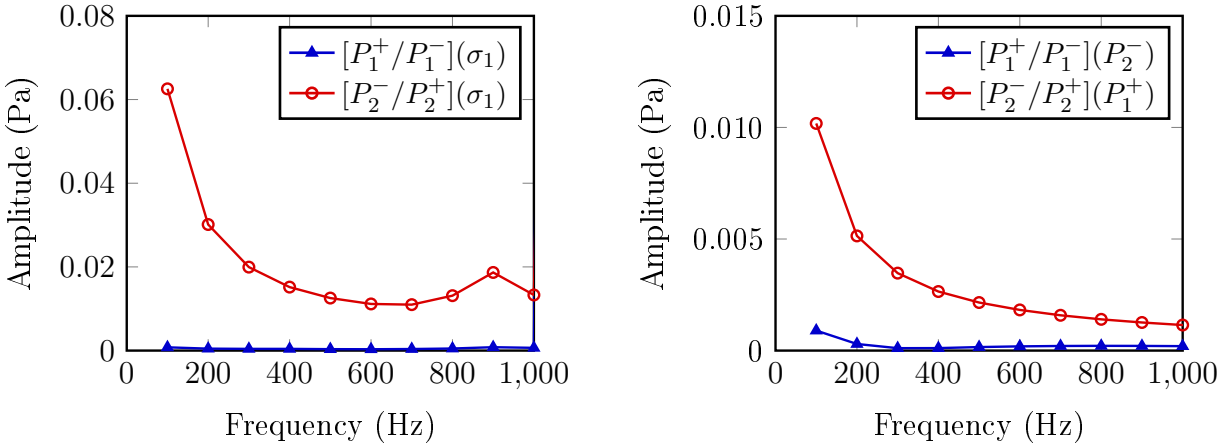 0.08
0.06
0.04
0.02
0
0
200
400
600
800
1,000
Amplitude (Pa)
Frequency (Hz)
[P₁⁺/P₁⁻](σ₁)
[P₂⁻/P₂⁺](σ₁)
0.015
0.010
0.005
0
0
200
400
600
800
1,000
Amplitude (Pa)
Frequency (Hz)
[P₁⁺/P₁⁻](P₂⁻)
[P₂⁻/P₂⁺](P₁⁺)